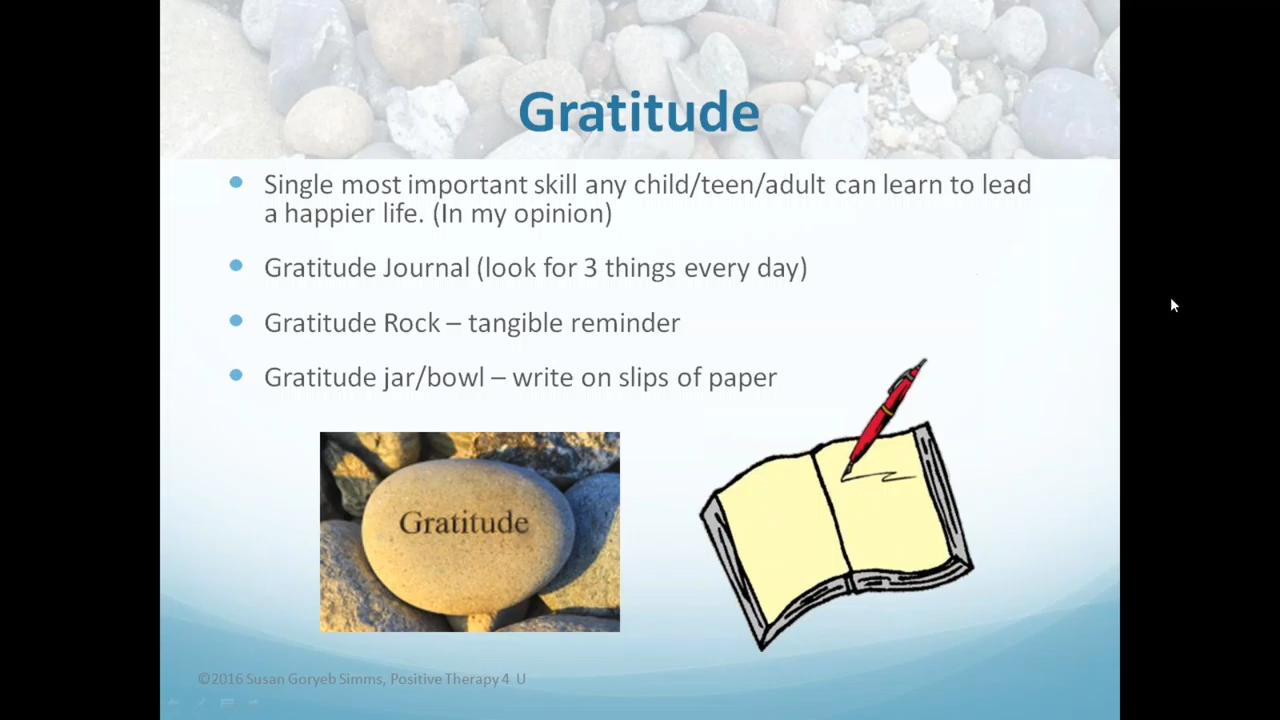 Gratitude
Single most important skill any child/teen/adult can learn to lead
a happier life. (In my opinion)
Gratitude Journal (look for 3 things every day)
Gratitude Rock – tangible reminder
Gratitude jar/bowl – write on slips of paper
Gratitude
©2016 Susan Goryeb Simms, Positive Therapy 4 U